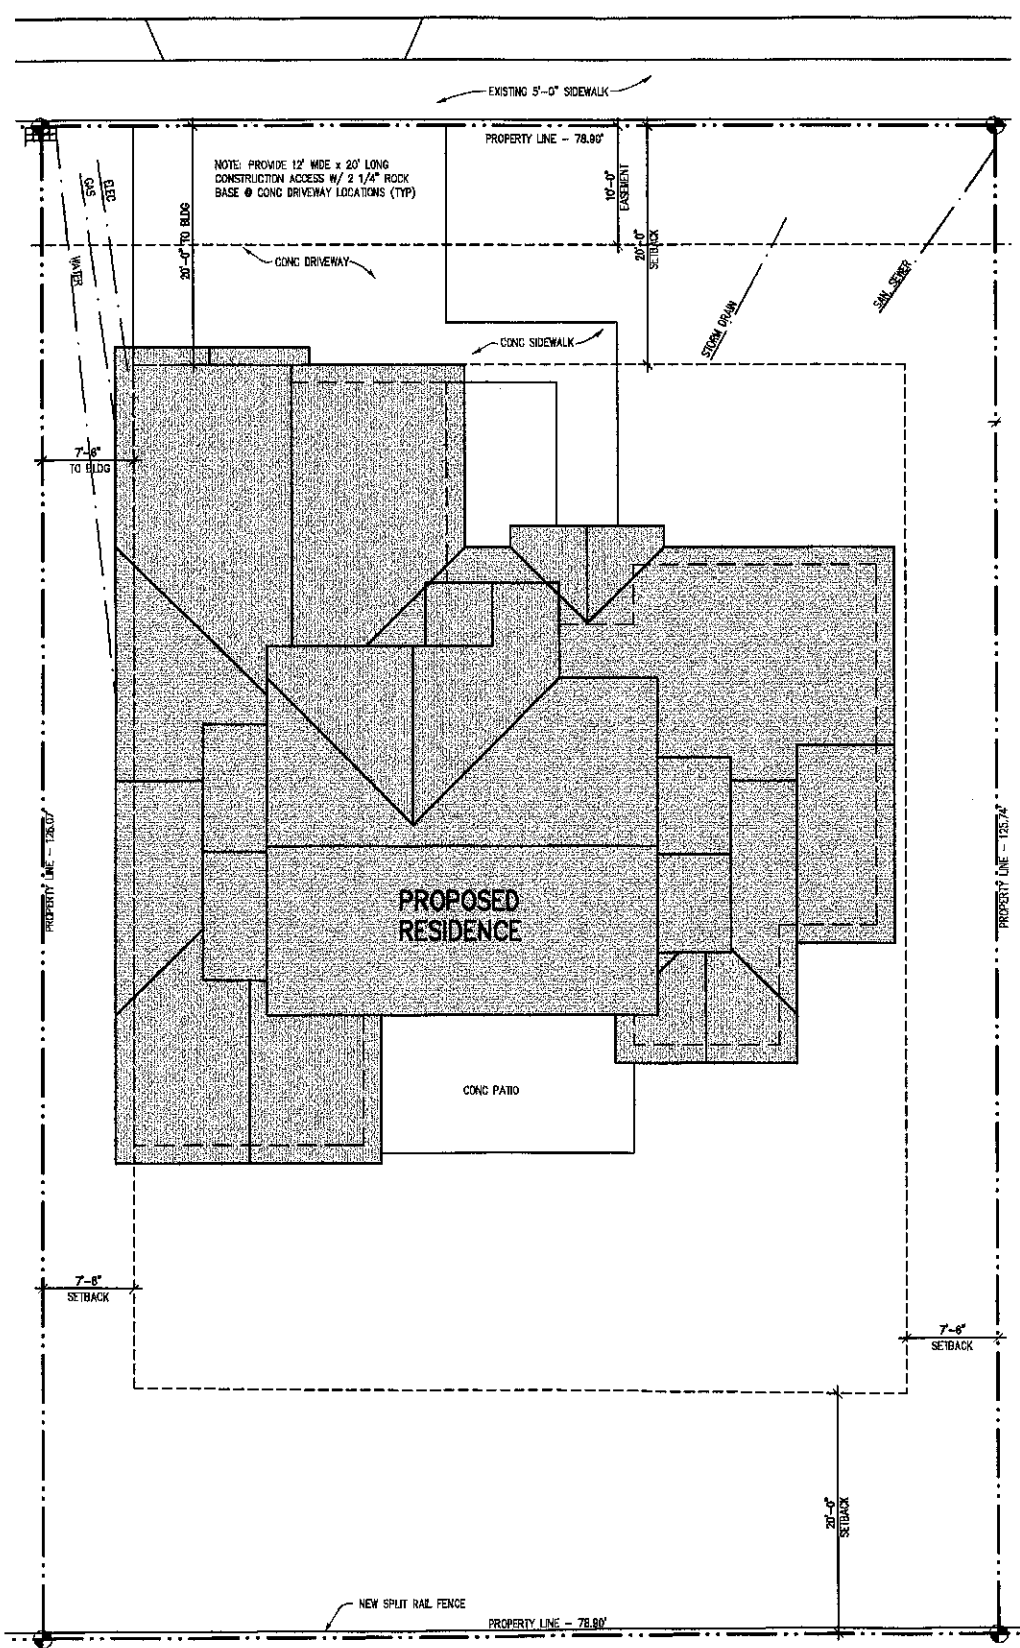 EXISTING 5'-0" SIDEWALK
PROPERTY LINE - 78.90'
NOTE: PROVIDE 12' WIDE x 20' LONG
CONSTRUCTION ACCESS W/ 2 1/4" ROCK
BASE @ CONC DRIVEWAY LOCATIONS (TYP)
ELEC
GAS
WATER
20'-0" TO BLDG
10'-0"
EASEMENT
20'-0"
SETBACK
CONC DRIVEWAY
STORM DRAIN
SAN. SEWER
CONC SIDEWALK
7'-6"
TO BLDG
PROPERTY LINE - 126.07'
PROPERTY LINE - 125.74'
PROPOSED
RESIDENCE
CONC PATIO
7'-6"
SETBACK
7'-6"
SETBACK
20'-0"
SETBACK
NEW SPLIT RAIL FENCE
PROPERTY LINE - 78.90'